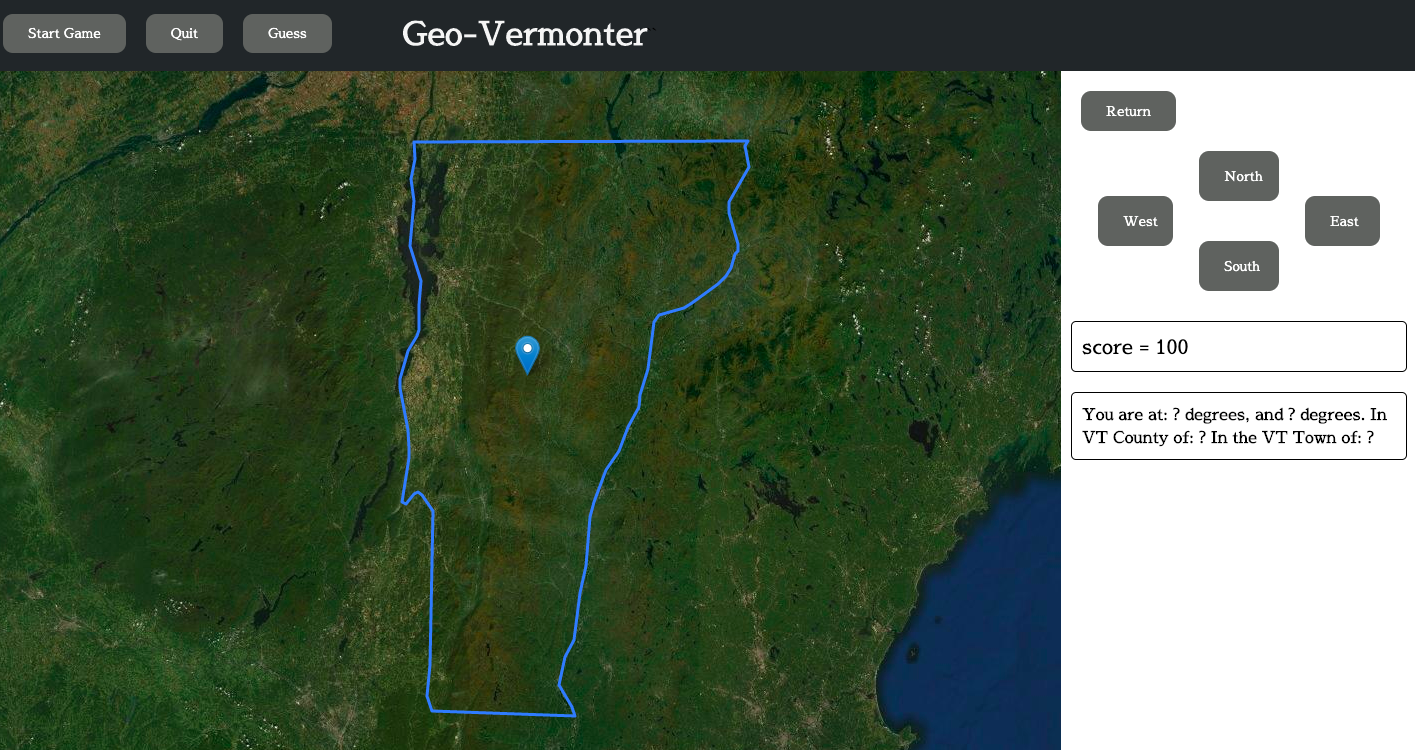 Start Game
Quit
Guess
Geo-Vermonter
Return
North
West
East
South
score = 100
You are at: ? degrees, and ? degrees. In
VT County of: ? In the VT Town of: ?